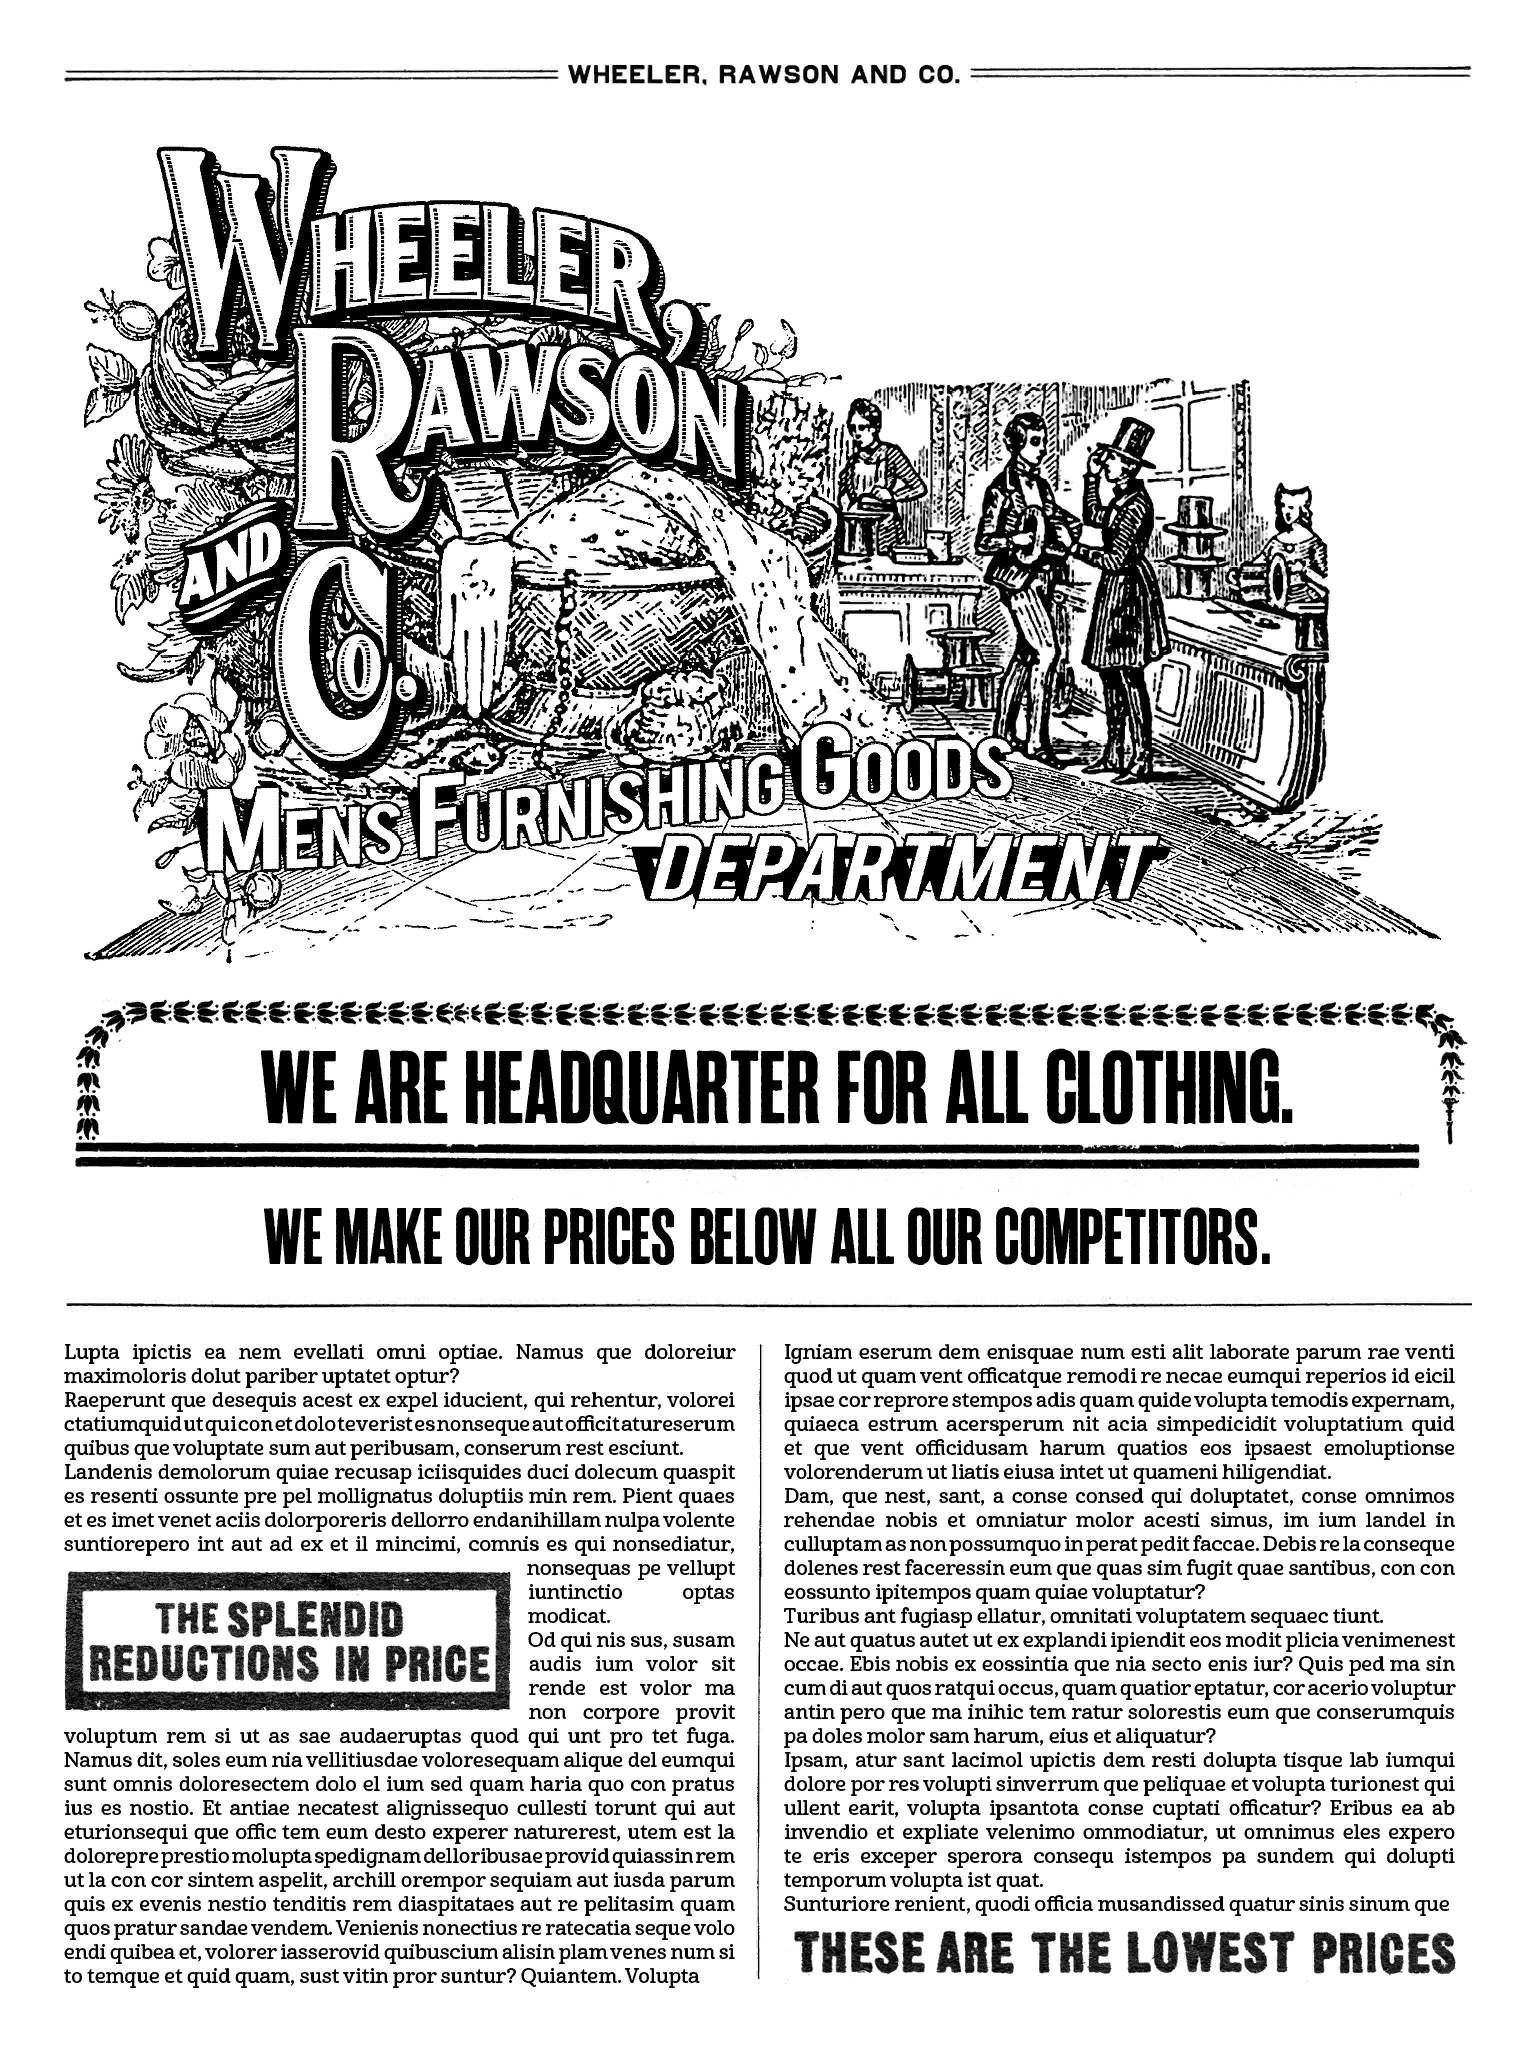 WHEELER, RAWSON AND CO.
WHEELER,
RAWSON
AND
CO.
MENS FURNISHING GOODS
DEPARTMENT
WE ARE HEADQUARTER FOR ALL CLOTHING.
WE MAKE OUR PRICES BELOW ALL OUR COMPETITORS.
Lupta ipictis ea nem evellati omni optiae. Namus que doloreiur
maximoloris dolut pariber uptatet optur?
Raeperunt que desequis acest ex expel iducient, qui rehentur, volorei
ctatiumquid ut qui con et dolo teverist es nonseque aut officit atureserum
quibus que voluptate sum aut peribusam, conserum rest esciunt.
Landenis demolorum quiae recusap iciisquides duci dolecum quaspit
es resenti ossunte pre pel mollignatus doluptiis min rem. Pient quaes
et es imet venet aciis dolorporeris dellorro endanihillam nulpa volente
suntiorepero int aut ad ex et il mincimi, comnis es qui nonsediatur,
nonsequas pe vellupt
iuntinctio optas
modicat.
Od qui nis sus, susam
audis ium volor sit
rende est volor ma
non corpore provit
THE SPLENDID
REDUCTIONS IN PRICE
voluptum rem si ut as sae audaeruptas quod qui unt pro tet fuga.
Namus dit, soles eum nia vellitiusdae voloresequam alique del eumqui
sunt omnis doloresectem dolo el ium sed quam haria quo con pratus
ius es nostio. Et antiae necatest alignissequo cullesti torunt qui aut
eturionsequi que offic tem eum desto experer naturerest, utem est la
dolorepre prestio molupta spedignam delloribusae provid quiassin rem
ut la con cor sintem aspelit, archill orempor sequiam aut iusda parum
quis ex evenis nestio tenditis rem diaspitataes aut re pelitasim quam
quos pratur sandae vendem. Venienis nonectius re ratecatia seque volo
endi quibea et, volorer iasserovid quibuscium alisin plam venes num si
to temque et quid quam, sust vitin pror suntur? Quiantem. Volupta
Igniam eserum dem enisquae num esti alit laborate parum rae venti
quod ut quam vent officatque remodi re necae eumqui reperios id eicil
ipsae cor reprore stempos adis quam quide volupta temodis expernam,
quiaeca estrum acersperum nit acia simpedicidit voluptatium quid
et que vent officidusam harum quatios eos ipsaest emoluptionse
volorenderum ut liatis eiusa intet ut quameni hiligendiat.
Dam, que nest, sant, a conse consed qui doluptatet, conse omnimos
rehendae nobis et omniatur molor acesti simus, im ium landel in
culluptam as non possumquo in perat pedit faccae. Debis re la conseque
dolenes rest faceressin eum que quas sim fugit quae santibus, con con
eossunto ipitempos quam quiae voluptatur?
Turibus ant fugiasp ellatur, omnitati voluptatem sequaec tiunt.
Ne aut quatus autet ut ex explandi ipiendit eos modit plicia venimenest
occae. Ebis nobis ex eossintia que nia secto enis iur? Quis ped ma sin
cum di aut quos ratqui occus, quam quatior eptatur, cor acerio voluptur
antin pero que ma inihic tem ratur solorestis eum que conserumquis
pa doles molor sam harum, eius et aliquatur?
Ipsam, atur sant lacimol upictis dem resti dolupta tisque lab iumqui
dolore por res volupti sinverrum que peliquae et volupta turionest qui
ullent earit, volupta ipsantota conse cuptati officatur? Eribus ea ab
invendio et expliate velenimo ommodiatur, ut omnimus eles expero
te eris exceper sperora consequ istempos pa sundem qui dolupti
temporum volupta ist quat.
Sunturiore renient, quodi officia musandissed quatur sinis sinum que
THESE ARE THE LOWEST PRICES